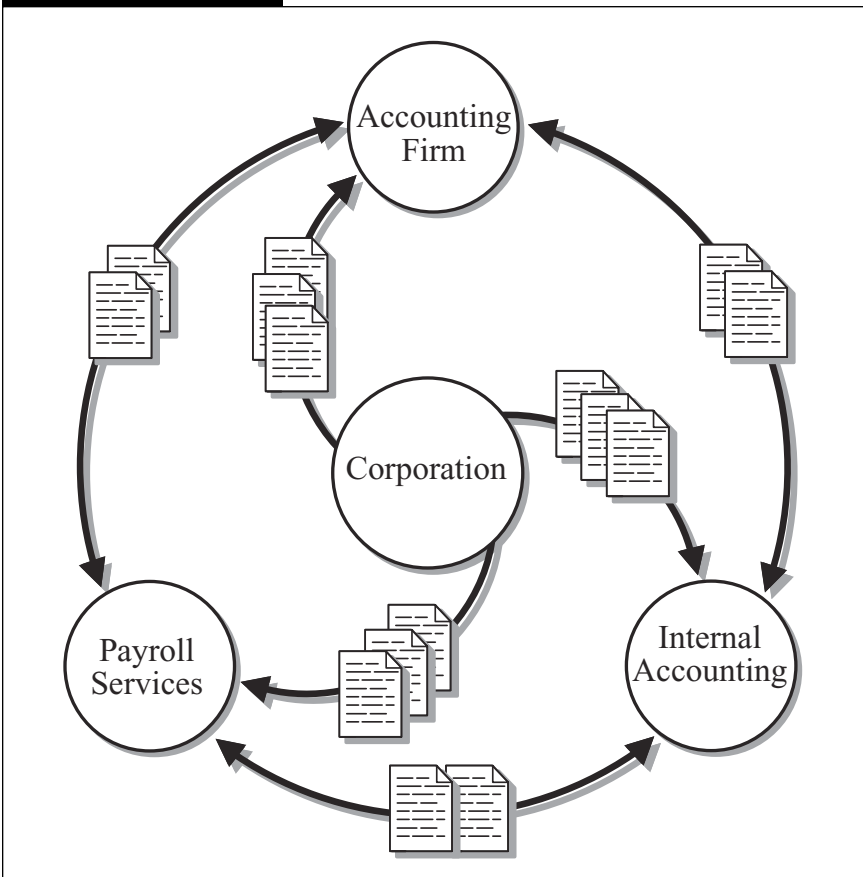 Accounting
Firm
Corporation
Payroll
Services
Internal
Accounting